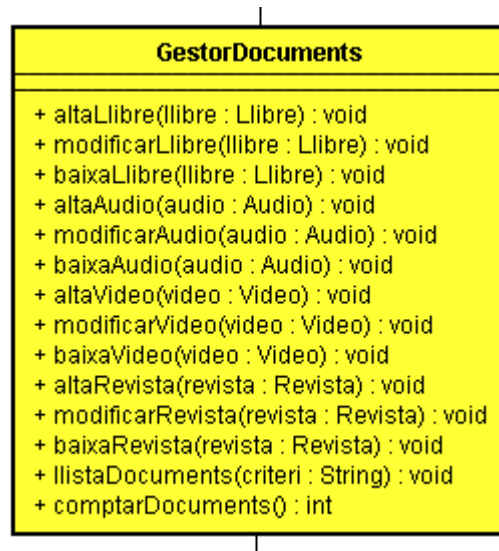 GestorDocuments
+ altaLlibre(llibre : Llibre) : void
+ modificarLlibre(llibre : Llibre) : void
+ baixaLlibre(llibre : Llibre) : void
+ altaAudio(audio : Audio) : void
+ modificarAudio(audio : Audio) : void
+ baixaAudio(audio : Audio) : void
+ altaVideo(video : Video) : void
+ modificarVideo(video : Video) : void
+ baixaVideo(video : Video) : void
+ altaRevista(revista : Revista) : void
+ modificarRevista(revista : Revista) : void
+ baixaRevista(revista : Revista) : void
+ llistaDocuments(criteri : String) : void
+ comptarDocuments() : int